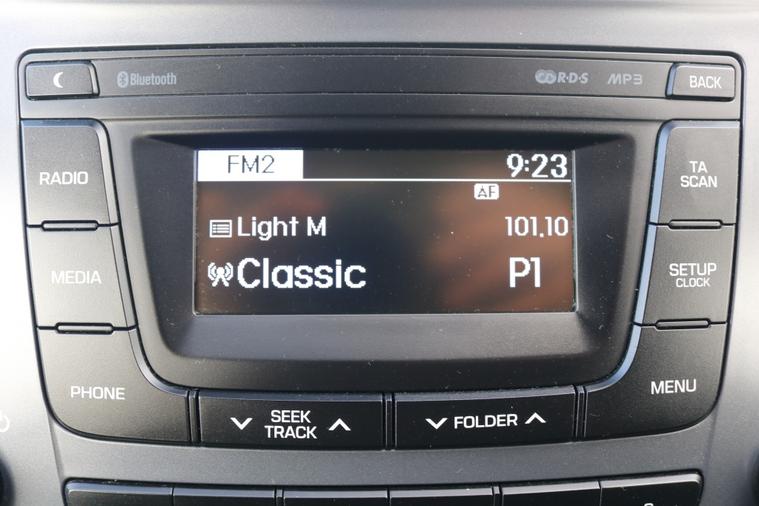 Bluetooth
R·D·S MP3
BACK
RADIO
FM2 9:23
TA
SCAN
AF
Light M 101.10
MEDIA
Classic P1
SETUP
CLOCK
PHONE
SEEK
TRACK
FOLDER
MENU